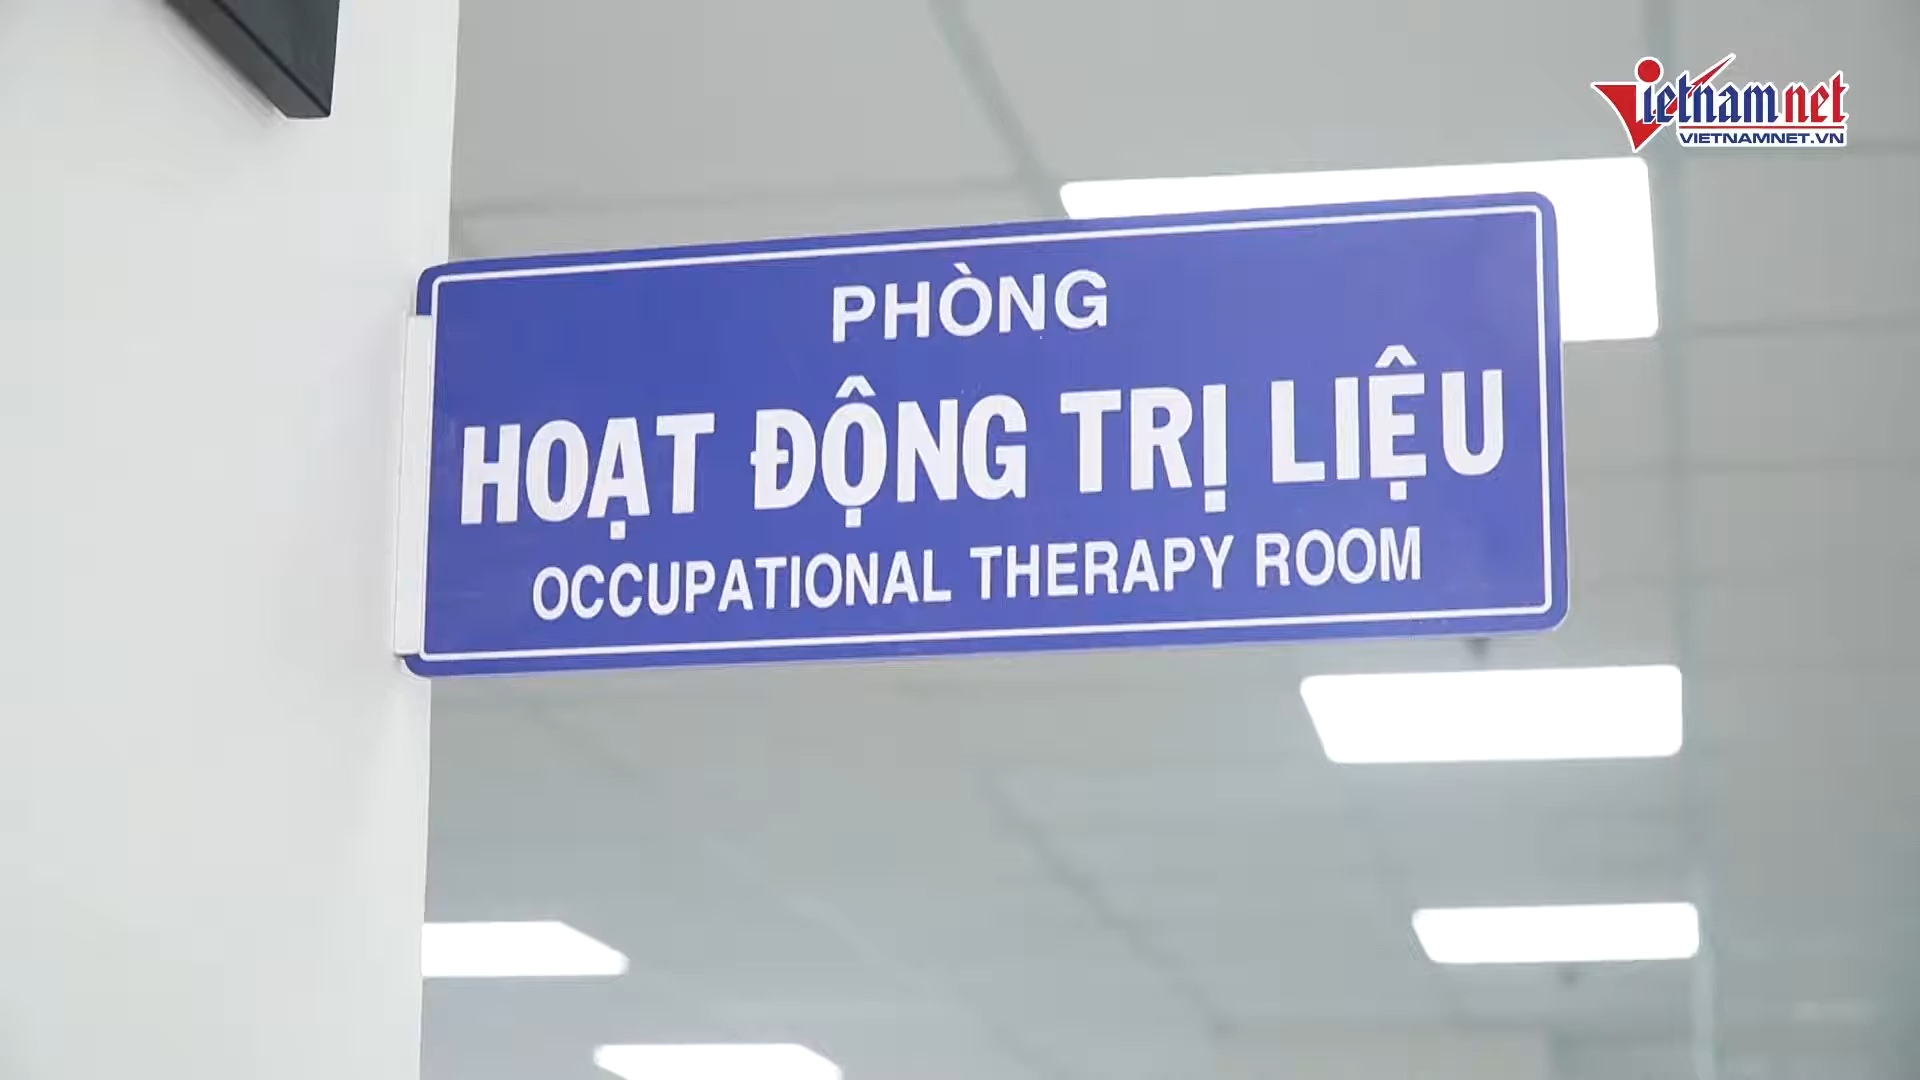 vietnamnet
VIETNAMNET.VN
PHÒNG
HOẠT ĐỘNG TRỊ LIỆU
OCCUPATIONAL THERAPY ROOM